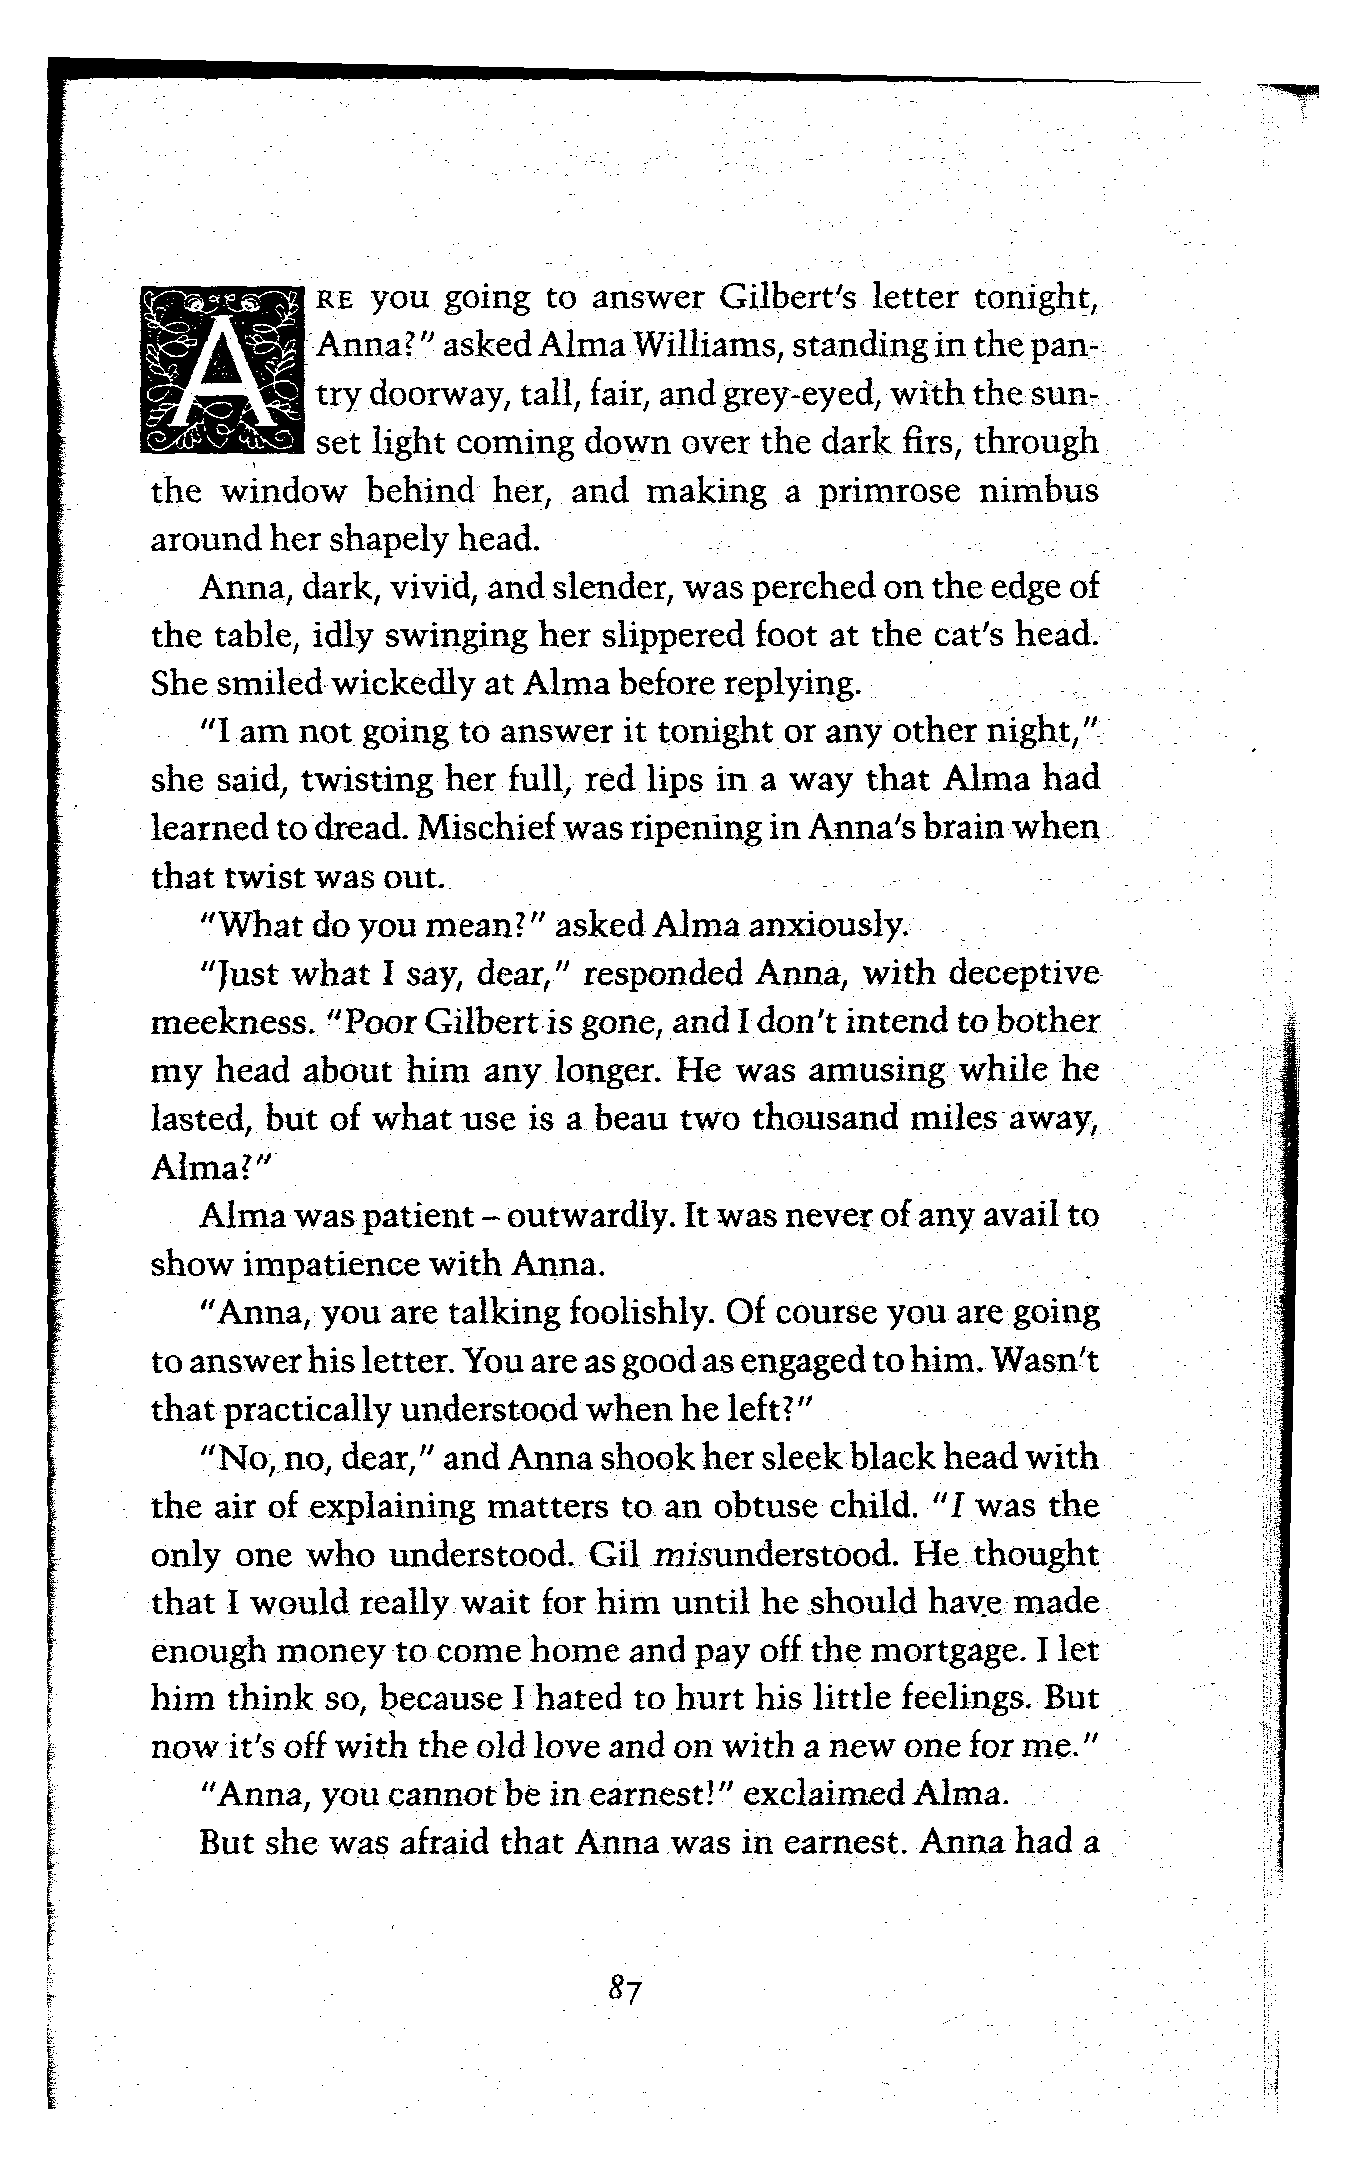 ARE you going to answer Gilbert's letter tonight,
Anna?" asked Alma Williams, standing in the pan-
try doorway, tall, fair, and grey-eyed, with the sun-
set light coming down over the dark firs, through
the window behind her, and making a primrose nimbus
around her shapely head.
Anna, dark, vivid, and slender, was perched on the edge of
the table, idly swinging her slippered foot at the cat's head.
She smiled wickedly at Alma before replying.
"I am not going to answer it tonight or any other night,"
she said, twisting her full, red lips in a way that Alma had
learned to dread. Mischief was ripening in Anna's brain when
that twist was out.
"What do you mean?" asked Alma anxiously.
"Just what I say, dear," responded Anna, with deceptive
meekness. "Poor Gilbert is gone, and I don't intend to bother
my head about him any longer. He was amusing while he
lasted, but of what use is a beau two thousand miles away,
Alma?"
Alma was patient – outwardly. It was never of any avail to
show impatience with Anna.
"Anna, you are talking foolishly. Of course you are going
to answer his letter. You are as good as engaged to him. Wasn't
that practically understood when he left?"
"No, no, dear," and Anna shook her sleek black head with
the air of explaining matters to an obtuse child. "I was the
only one who understood. Gil misunderstood. He thought
that I would really wait for him until he should have made
enough money to come home and pay off the mortgage. I let
him think so, because I hated to hurt his little feelings. But
now it's off with the old love and on with a new one for me."
"Anna, you cannot be in earnest!" exclaimed Alma.
But she was afraid that Anna was in earnest. Anna had a
87